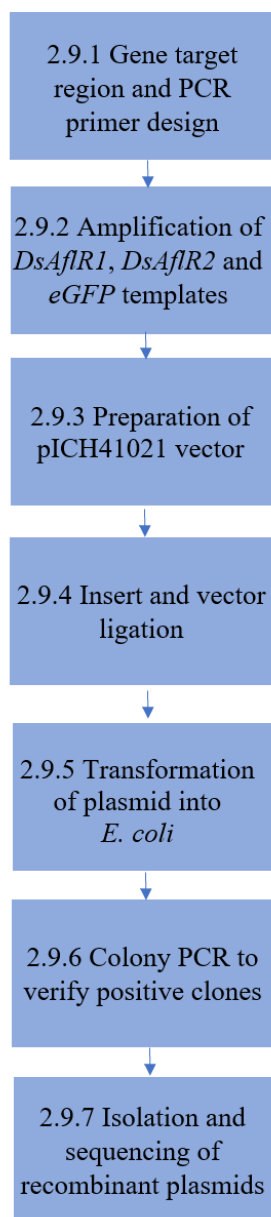 2.9.1 Gene target
region and PCR
primer design
2.9.2 Amplification of
DsAflR1, DsAflR2 and
eGFP templates
2.9.3 Preparation of
pICH41021 vector
2.9.4 Insert and vector
ligation
2.9.5 Transformation
of plasmid into
E. coli
2.9.6 Colony PCR to
verify positive clones
2.9.7 Isolation and
sequencing of
recombinant plasmids